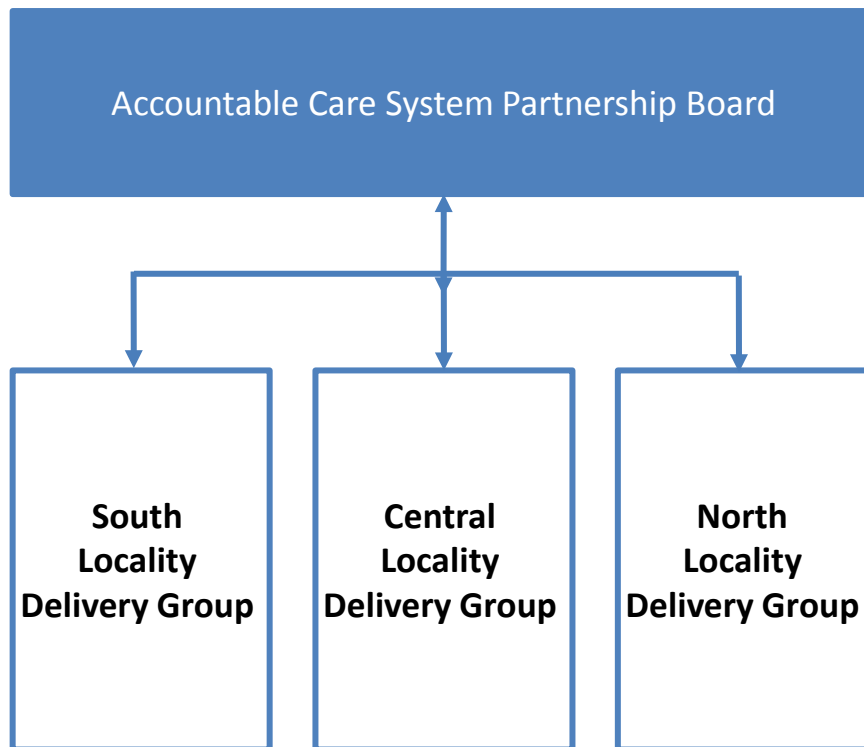 Accountable Care System Partnership Board
South
Locality
Delivery Group
Central
Locality
Delivery Group
North
Locality
Delivery Group